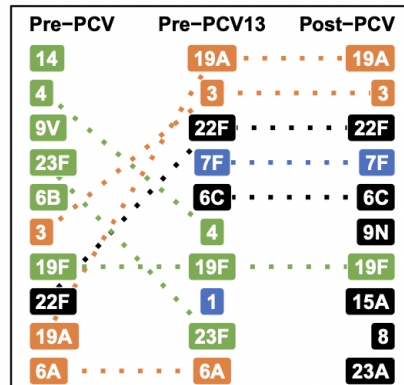 Pre−PCV Pre−PCV13 Post−PCV
14 19A 19A
4 3 3
9V 22F 22F
23F 7F 7F
6B 6C 6C
3 4 9N
19F 19F 19F
22F 1 15A
19A 23F 8
6A 6A 23A